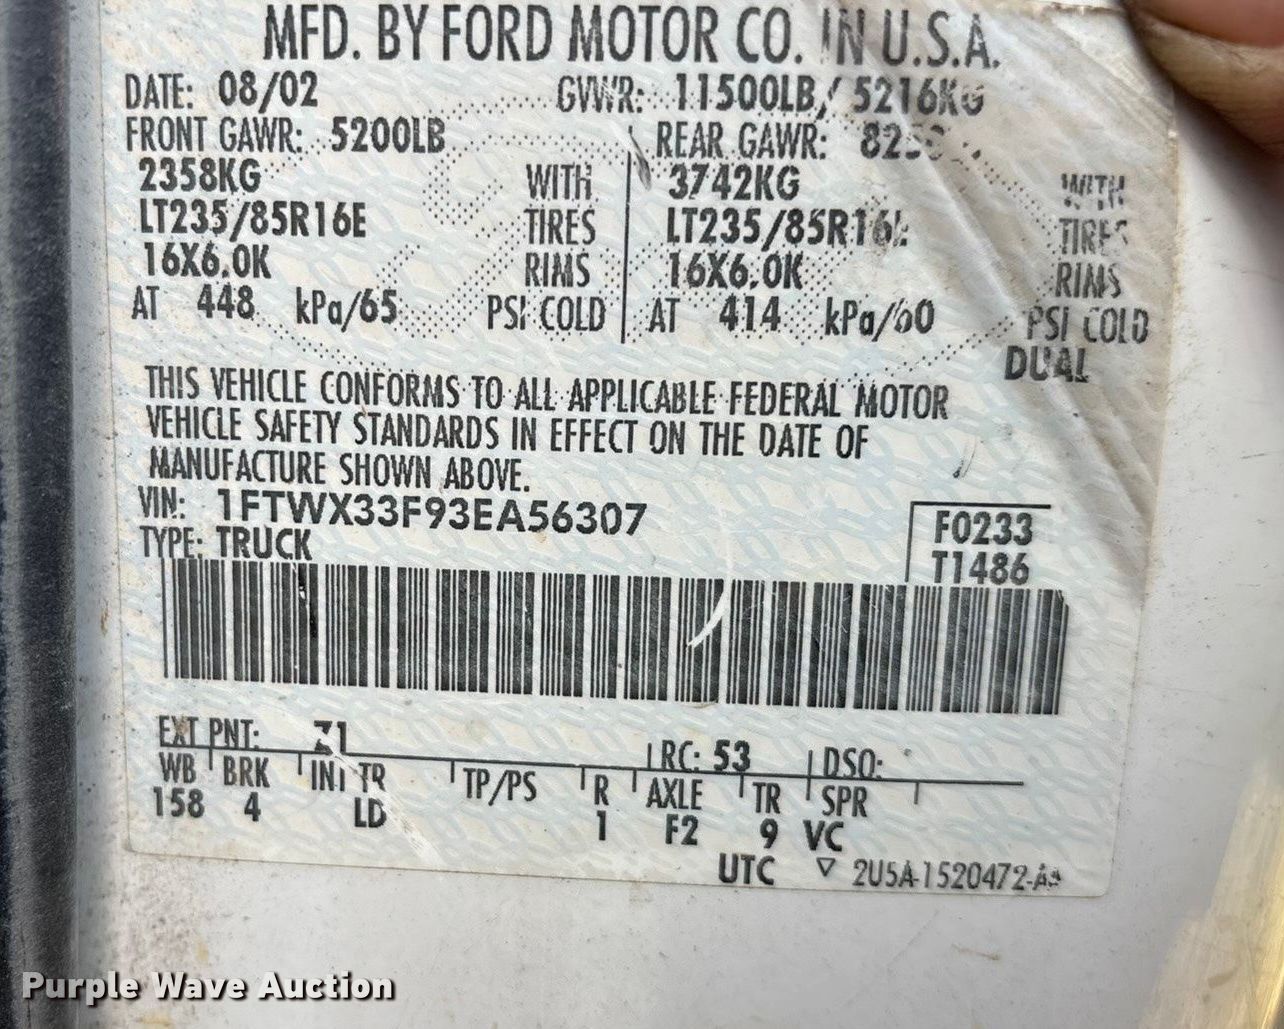 MFD. BY FORD MOTOR CO. IN U.S.A.
DATE: 08/02 GVWR: 11500LB/ 5216KG
FRONT GAWR: 5200LB REAR GAWR:
2358KG WITH 3742KG WITH
LT235/85R16E TIRES LT235/85R16E TIRES
16X6.0K RIMS 16X6.0K RIMS
AT 448 kPa/65 PSI COLD AT 414 kPa/60 PSI COLD
DUAL
THIS VEHICLE CONFORMS TO ALL APPLICABLE FEDERAL MOTOR
VEHICLE SAFETY STANDARDS IN EFFECT ON THE DATE OF
MANUFACTURE SHOWN ABOVE.
VIN: 1FTWX33F93EA56307
TYPE: TRUCK
F0233
T1486
EXT PNT: Z1 RC: 53 DSO:
WB BRK INT TR TP/PS R AXLE TR SPR
158 4 LD 1 F2 9 VC
UTC ▽ 2U5A-1520472-AA
Purple Wave Auction